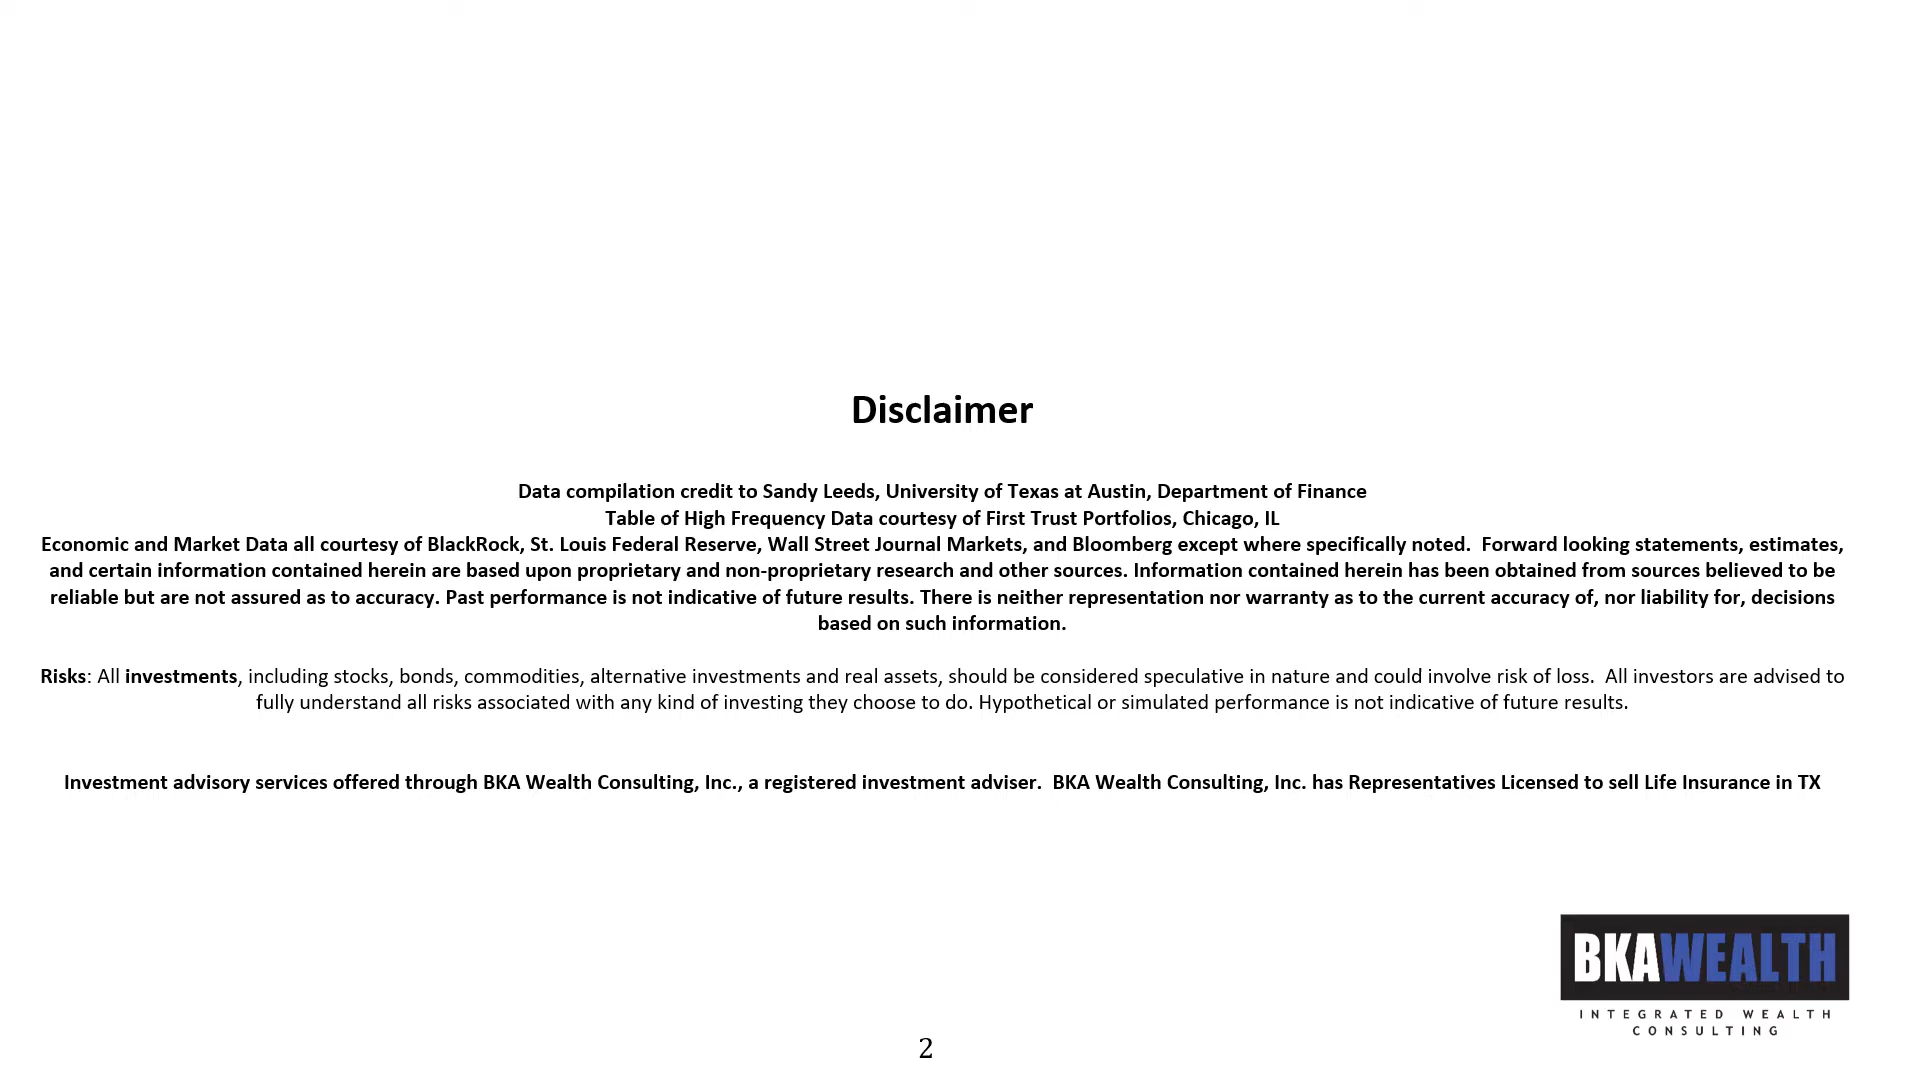 Disclaimer
Data compilation credit to Sandy Leeds, University of Texas at Austin, Department of Finance
Table of High Frequency Data courtesy of First Trust Portfolios, Chicago, IL
Economic and Market Data all courtesy of BlackRock, St. Louis Federal Reserve, Wall Street Journal Markets, and Bloomberg except where specifically noted.  Forward looking statements, estimates,
and certain information contained herein are based upon proprietary and non-proprietary research and other sources. Information contained herein has been obtained from sources believed to be
reliable but are not assured as to accuracy. Past performance is not indicative of future results. There is neither representation nor warranty as to the current accuracy of, nor liability for, decisions
based on such information.
Risks: All investments, including stocks, bonds, commodities, alternative investments and real assets, should be considered speculative in nature and could involve risk of loss.  All investors are advised to
fully understand all risks associated with any kind of investing they choose to do. Hypothetical or simulated performance is not indicative of future results.
Investment advisory services offered through BKA Wealth Consulting, Inc., a registered investment adviser.  BKA Wealth Consulting, Inc. has Representatives Licensed to sell Life Insurance in TX
BKAWEALTH
INTEGRATED WEALTH
CONSULTING
2